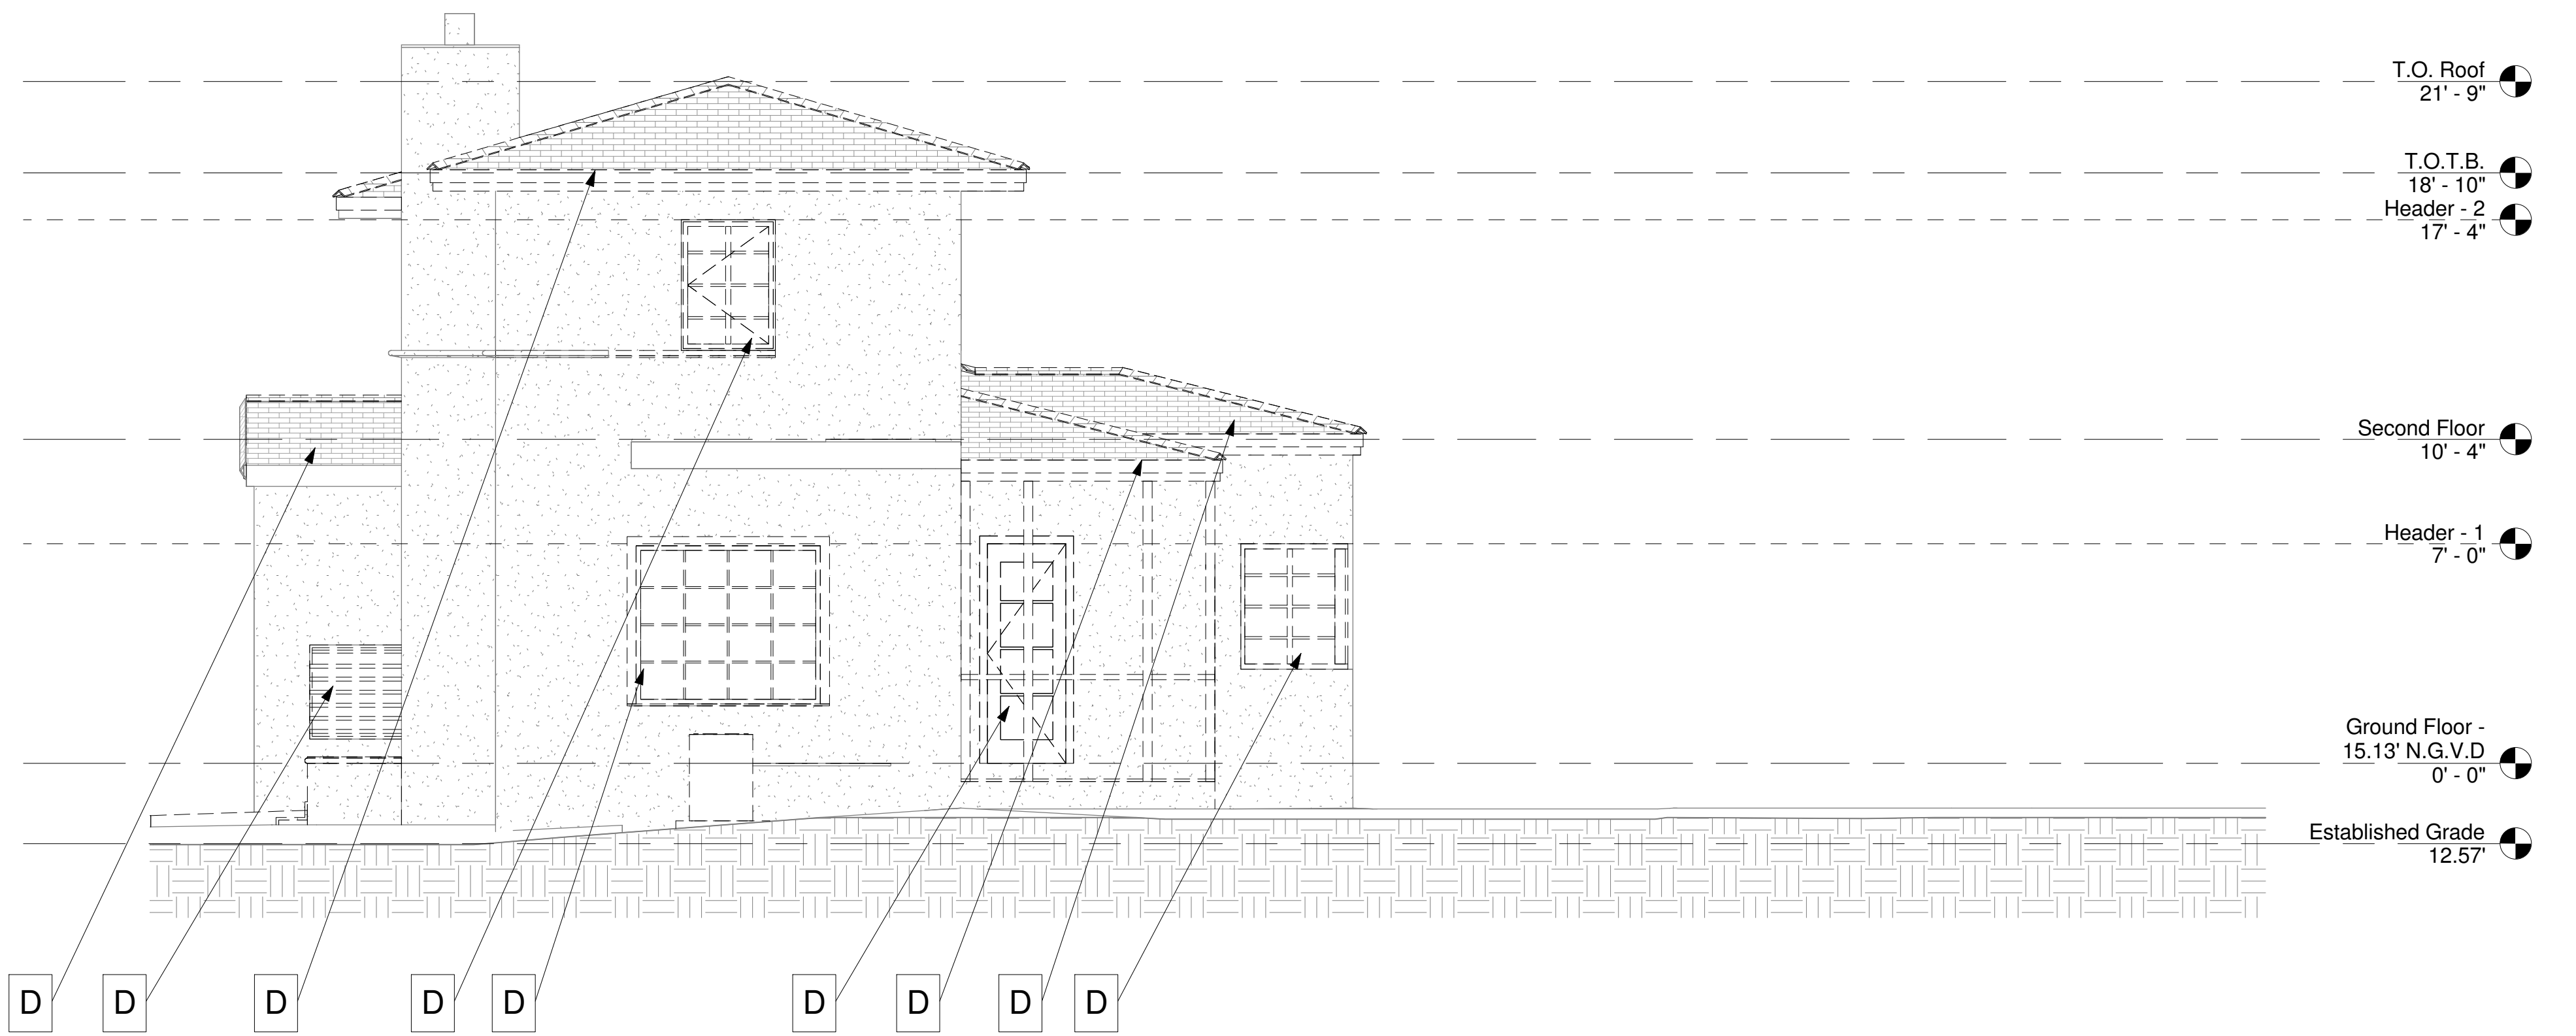 T.O. Roof
21' - 9"
T.O.T.B.
18' - 10"
Header - 2
17' - 4"
Second Floor
10' - 4"
Header - 1
7' - 0"
Ground Floor -
15.13' N.G.V.D
0' - 0"
Established Grade
12.57'
D D D D D D D D D